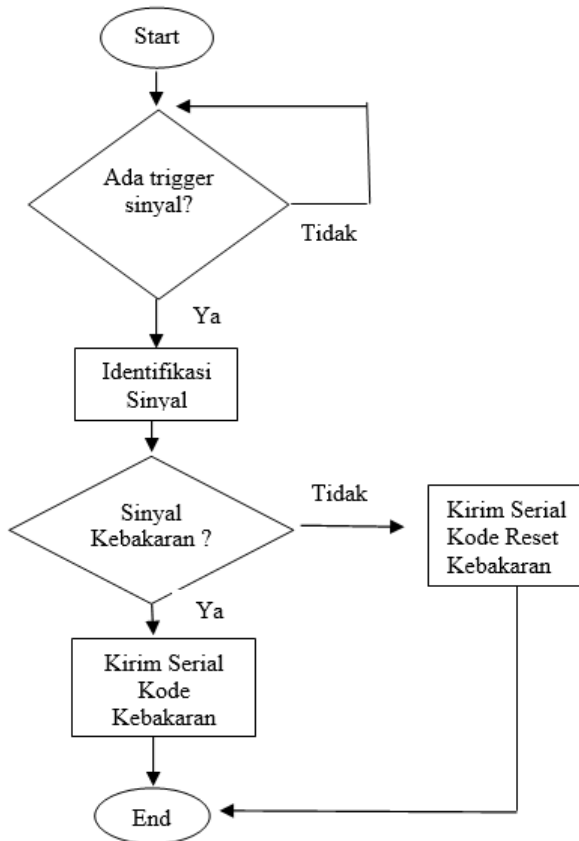 Start
Ada trigger
sinyal?
Tidak
Ya
Identifikasi
Sinyal
Sinyal
Kebakaran ?
Tidak
Kirim Serial
Kode Reset
Kebakaran
Ya
Kirim Serial
Kode
Kebakaran
End